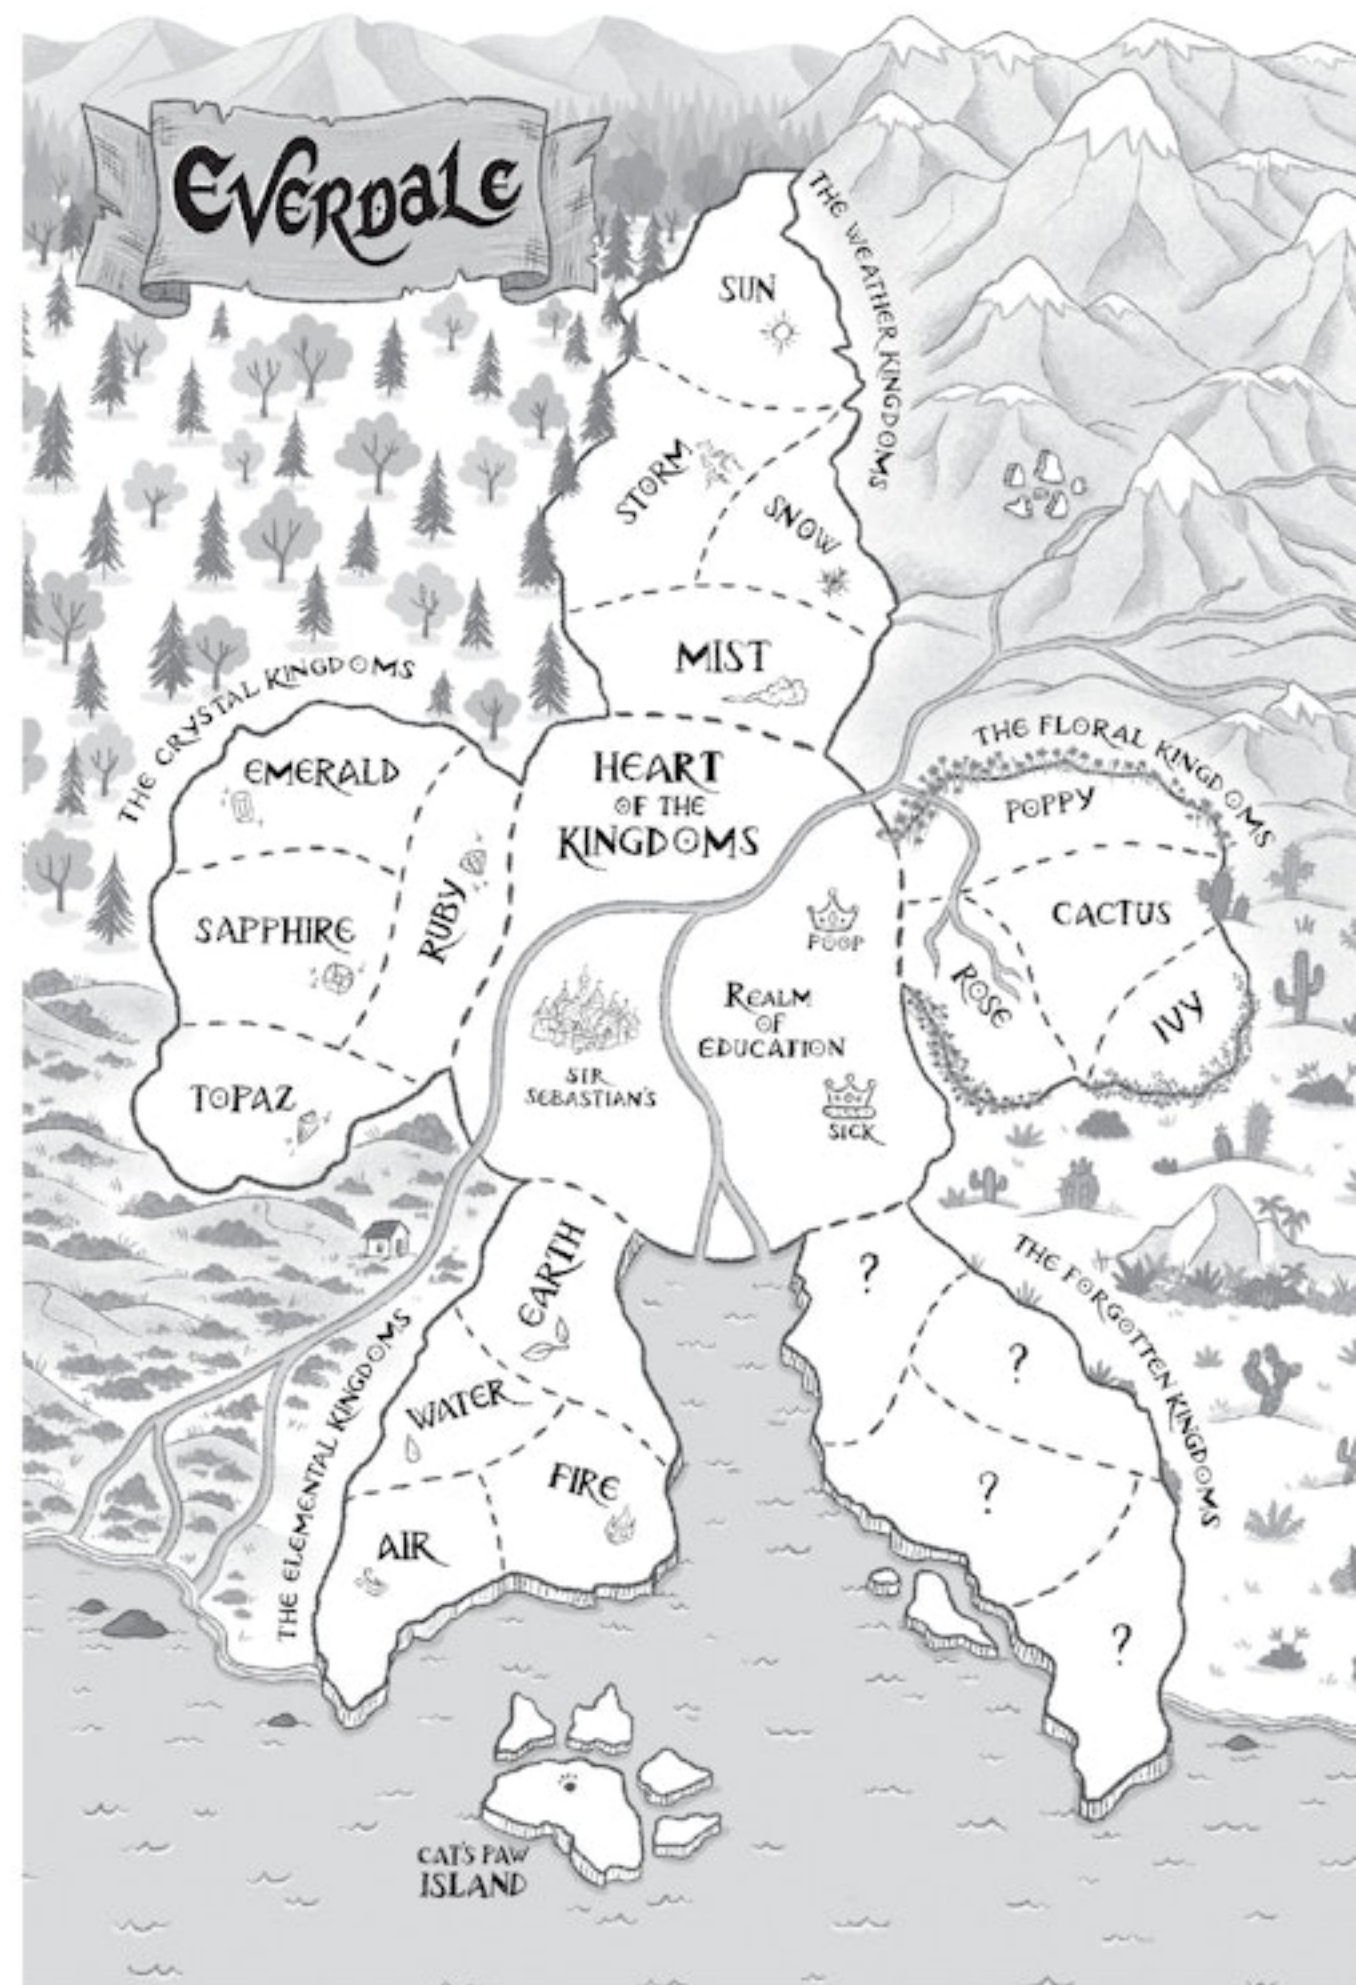 EVERDALE
THE WEATHER KINGDOMS
SUN
STORM
SNOW
MIST
THE CRYSTAL KINGDOMS
EMERALD
SAPPHIRE
RUBY
TOPAZ
HEART
OF THE
KINGDOMS
THE FLORAL KINGDOMS
POPPY
CACTUS
ROSE
IVY
POOP
REALM
OF
EDUCATION
SICK
SIR
SEBASTIAN'S
THE ELEMENTAL KINGDOMS
EARTH
WATER
FIRE
AIR
THE FORGOTTEN KINGDOMS
?
?
?
?
CAT'S PAW
ISLAND